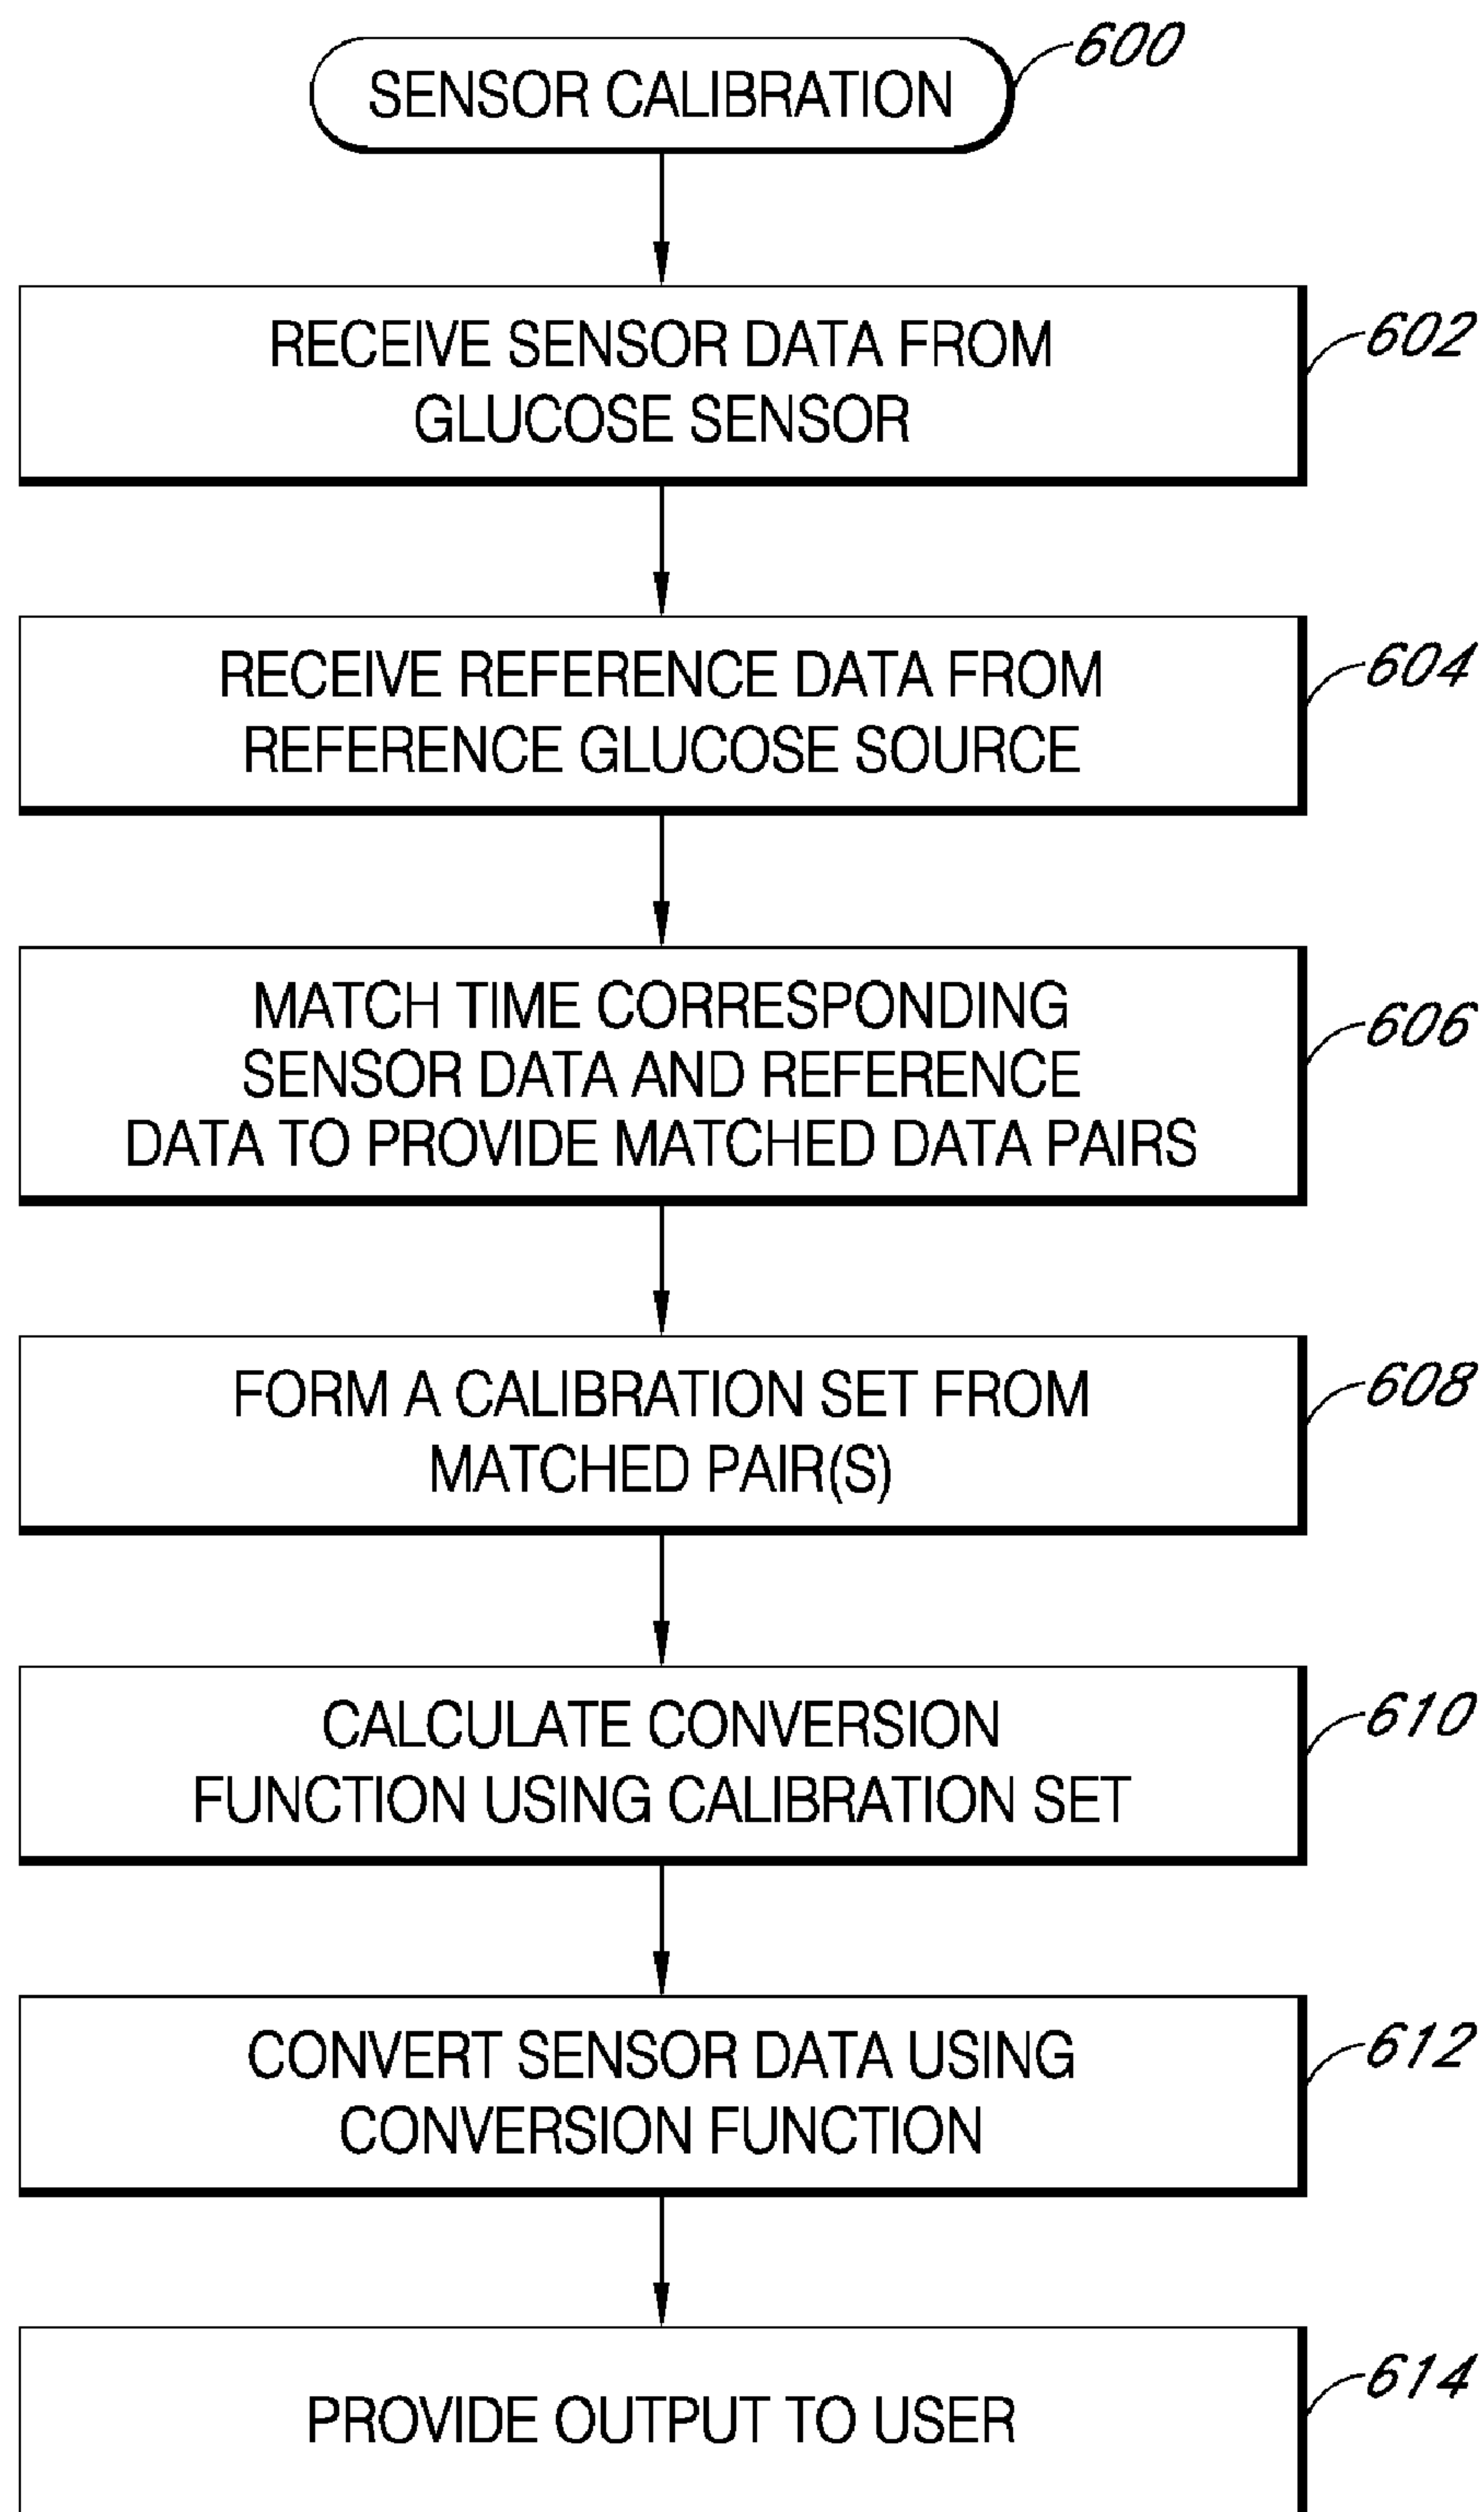 SENSOR CALIBRATION
600
RECEIVE SENSOR DATA FROM
GLUCOSE SENSOR
602
RECEIVE REFERENCE DATA FROM
REFERENCE GLUCOSE SOURCE
604
MATCH TIME CORRESPONDING
SENSOR DATA AND REFERENCE
DATA TO PROVIDE MATCHED DATA PAIRS
606
FORM A CALIBRATION SET FROM
MATCHED PAIR(S)
608
CALCULATE CONVERSION
FUNCTION USING CALIBRATION SET
610
CONVERT SENSOR DATA USING
CONVERSION FUNCTION
612
PROVIDE OUTPUT TO USER
614